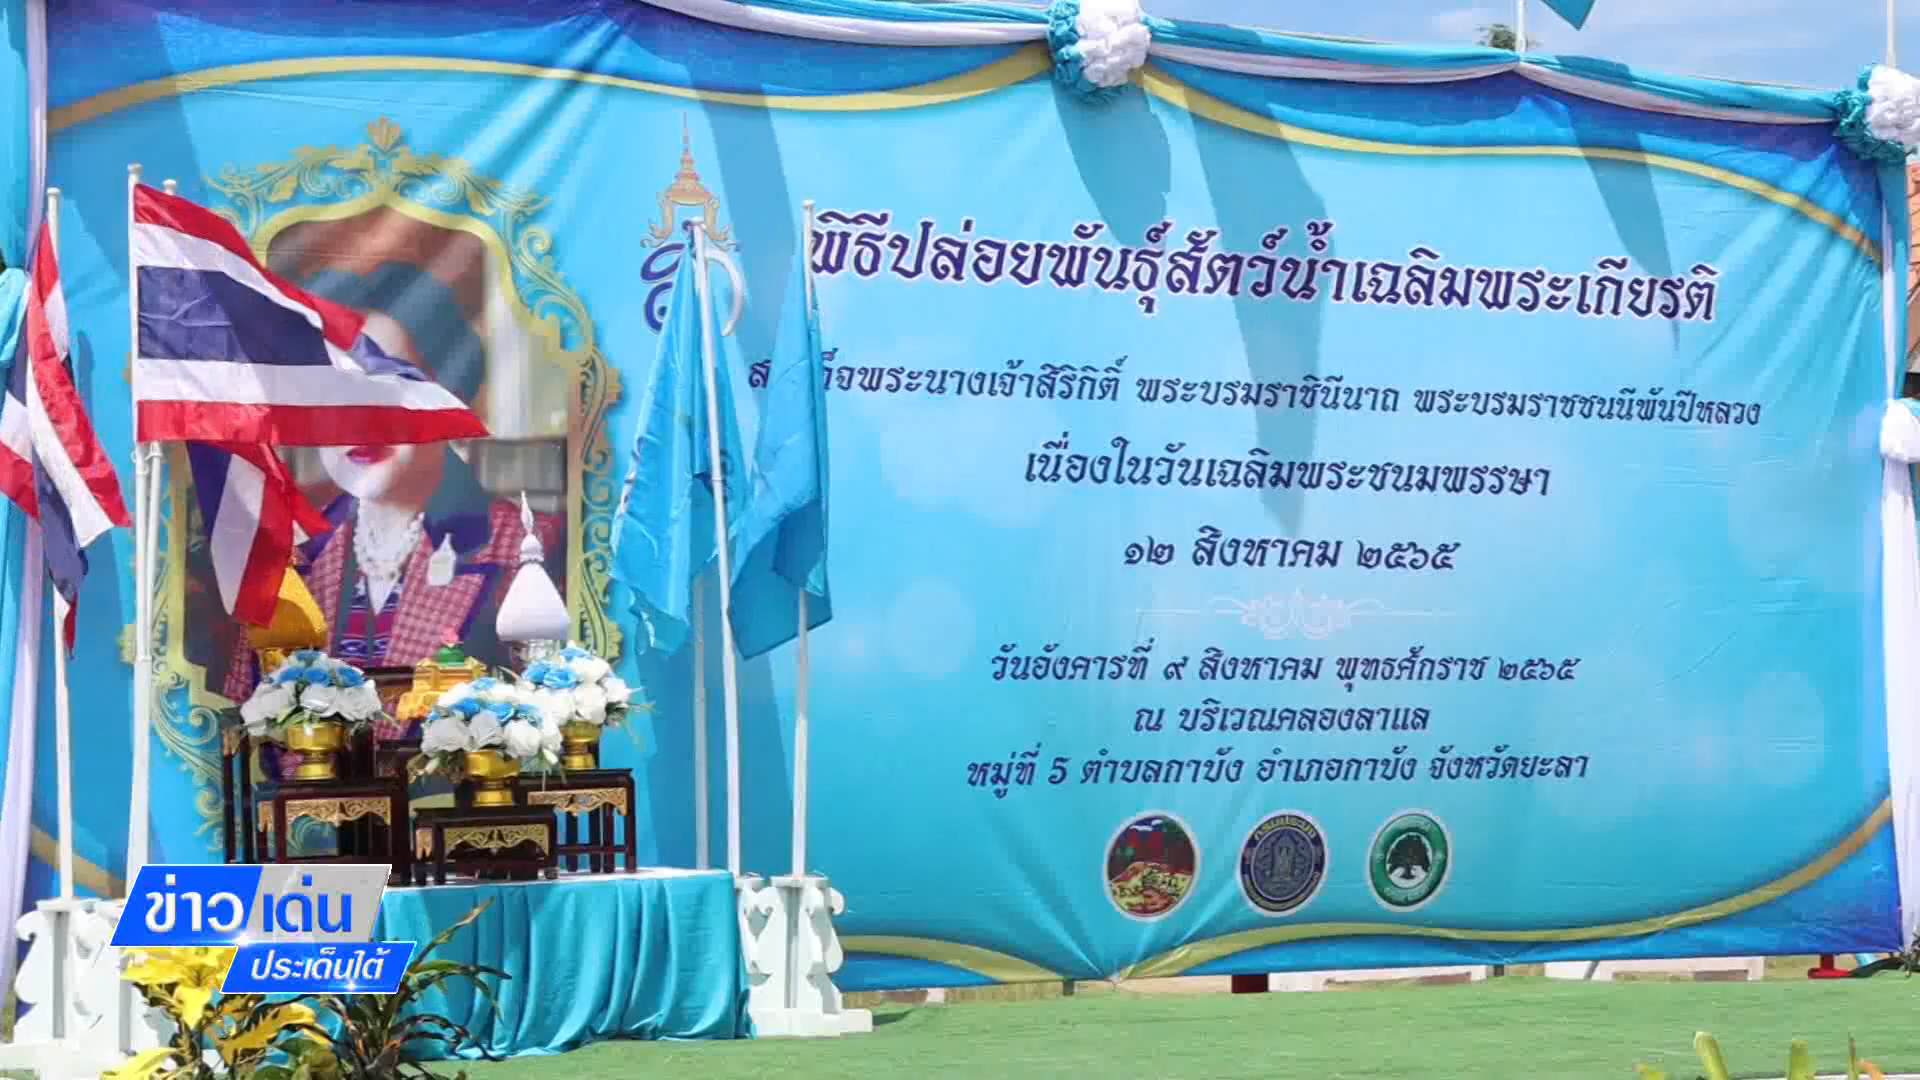 พิธีปล่อยพันธุ์สัตว์น้ำเฉลิมพระเกียรติ
พระบรมราชินีนาถ พระบรมราชชนนีพันปีหลวง
เนื่องในวันเฉลิมพระชนมพรรษา
๑๒ สิงหาคม ๒๕๖๕
วันอังคารที่ ๙ สิงหาคม พุทธศักราช ๒๕๖๕
ณ บริเวณคลองลาแล
หมู่ที่ 5 ตำบลกาบัง อำเภอกาบัง จังหวัดยะลา
กรมประมง
ข่าวเด่น
ประเด็นใต้